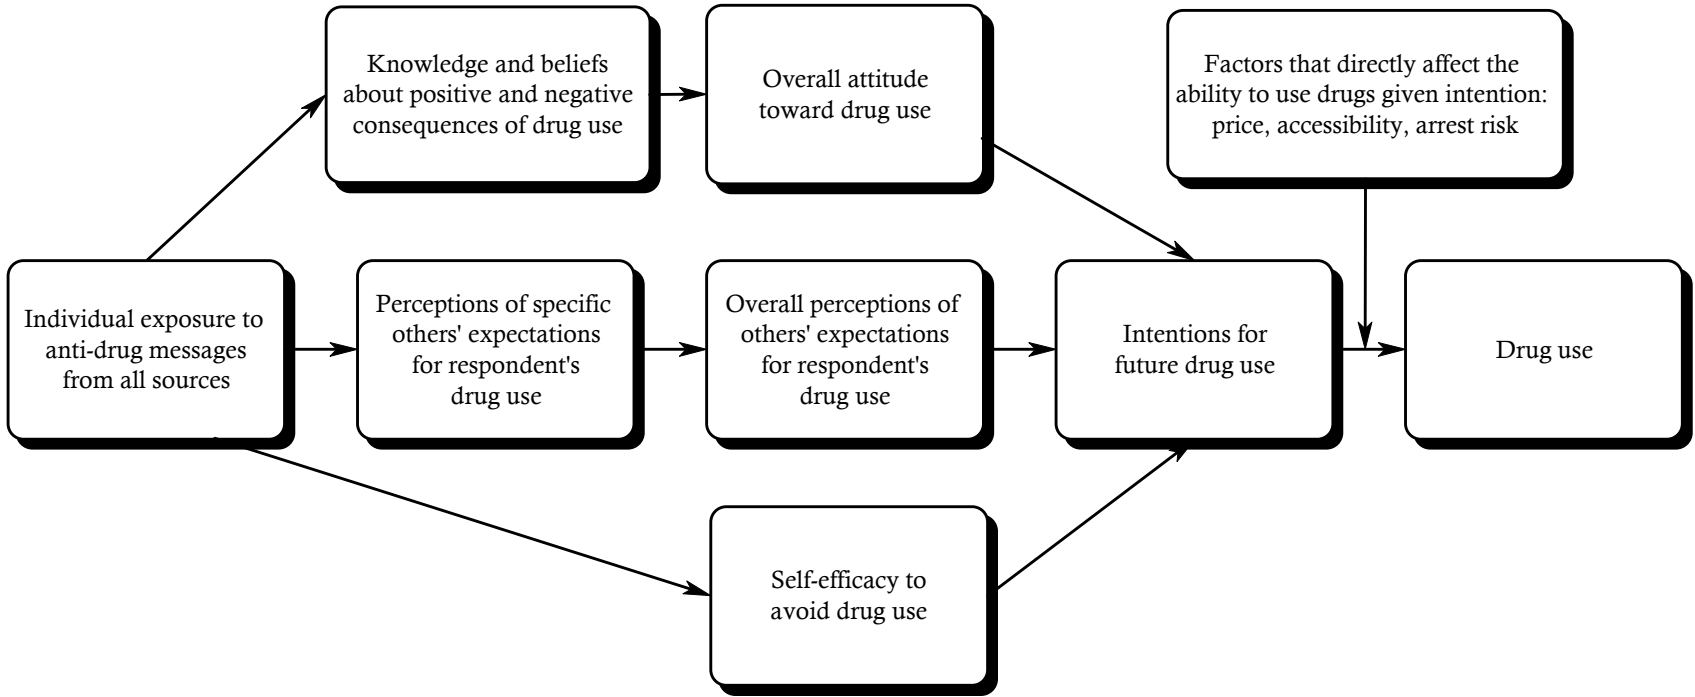 Knowledge and beliefs
about positive and negative
consequences of drug use
Overall attitude
toward drug use
Factors that directly affect the
ability to use drugs given intention:
price, accessibility, arrest risk
Individual exposure to
anti-drug messages
from all sources
Perceptions of specific
others' expectations
for respondent's
drug use
Overall perceptions of
others' expectations
for respondent's
drug use
Intentions for
future drug use
Drug use
Self-efficacy to
avoid drug use